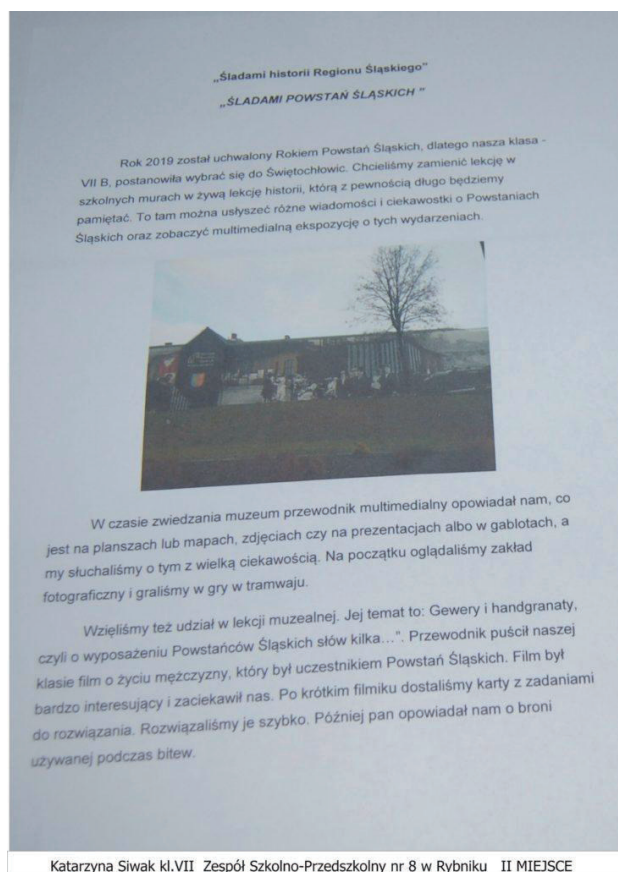 „Śladami historii Regionu Śląskiego”
„ŚLADAMI POWSTAŃ ŚLĄSKICH ”
Rok 2019 został uchwalony Rokiem Powstań Śląskich, dlatego nasza klasa -
VII B, postanowiła wybrać się do Świętochłowic. Chcieliśmy zamienić lekcję w
szkolnych murach w żywą lekcję historii, którą z pewnością długo będziemy
pamiętać. To tam można usłyszeć różne wiadomości i ciekawostki o Powstaniach
Śląskich oraz zobaczyć multimedialną ekspozycję o tych wydarzeniach.
W czasie zwiedzania muzeum przewodnik multimedialny opowiadał nam, co
jest na planszach lub mapach, zdjęciach czy na prezentacjach albo w gablotach, a
my słuchaliśmy o tym z wielką ciekawością. Na początku oglądaliśmy zakład
fotograficzny i graliśmy w gry w tramwaju.
Wzięliśmy też udział w lekcji muzealnej. Jej temat to: Gewery i handgranaty,
czyli o wyposażeniu Powstańców Śląskich słów kilka…”. Przewodnik puścił naszej
klasie film o życiu mężczyzny, który był uczestnikiem Powstań Śląskich. Film był
bardzo interesujący i zaciekawił nas. Po krótkim filmiku dostaliśmy karty z zadaniami
do rozwiązania. Rozwiązaliśmy je szybko. Później pan opowiadał nam o broni
używanej podczas bitew.
Katarzyna Siwak kl.VII Zespół Szkolno-Przedszkolny nr 8 w Rybniku II MIEJSCE